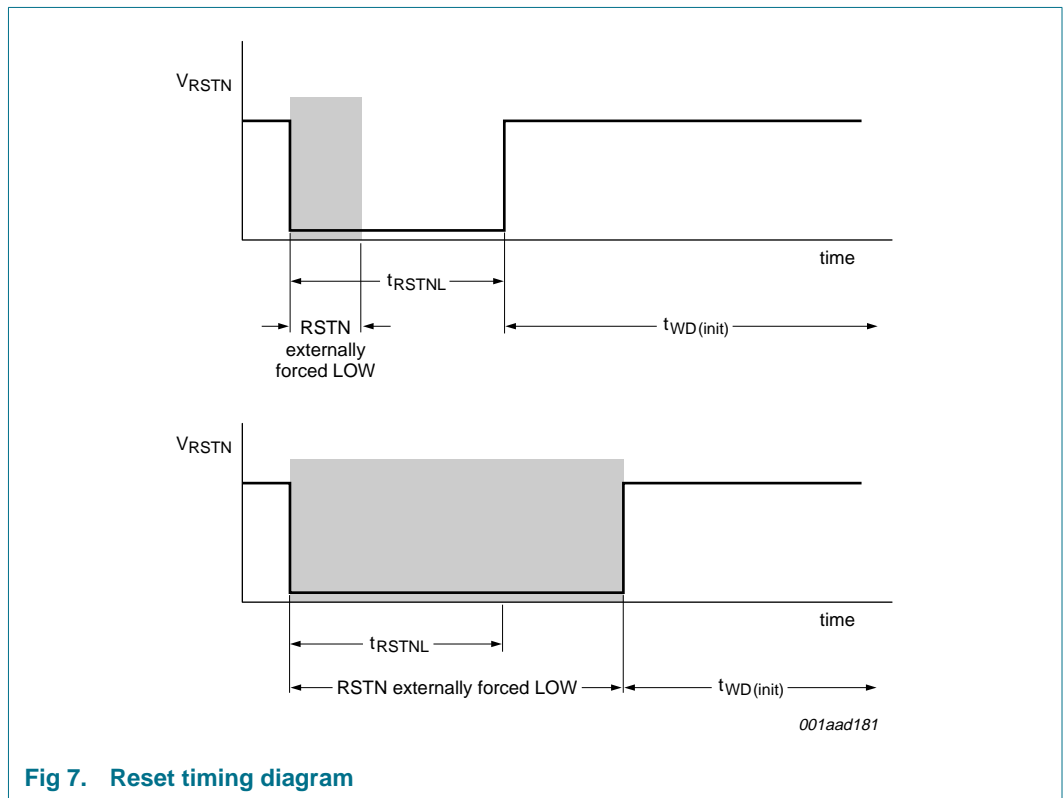 VRSTN
time
tRSTNL
RSTN
externally
forced LOW
tWD(init)
VRSTN
time
tRSTNL
RSTN externally forced LOW
tWD(init)
001aad181
Fig 7. Reset timing diagram